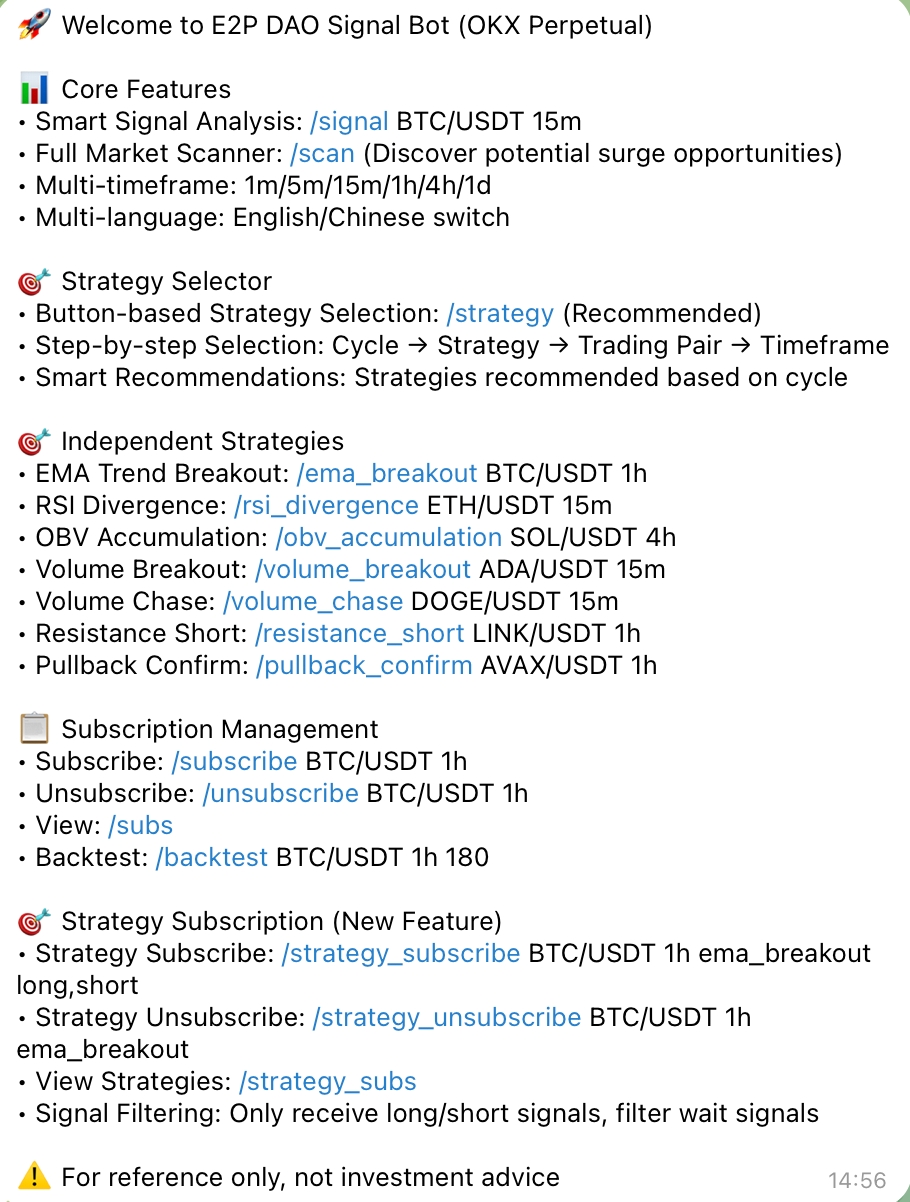 🚀 Welcome to E2P DAO Signal Bot (OKX Perpetual)
📊 Core Features
• Smart Signal Analysis: /signal BTC/USDT 15m
• Full Market Scanner: /scan (Discover potential surge opportunities)
• Multi-timeframe: 1m/5m/15m/1h/4h/1d
• Multi-language: English/Chinese switch
🎯 Strategy Selector
• Button-based Strategy Selection: /strategy (Recommended)
• Step-by-step Selection: Cycle → Strategy → Trading Pair → Timeframe
• Smart Recommendations: Strategies recommended based on cycle
🎯 Independent Strategies
• EMA Trend Breakout: /ema_breakout BTC/USDT 1h
• RSI Divergence: /rsi_divergence ETH/USDT 15m
• OBV Accumulation: /obv_accumulation SOL/USDT 4h
• Volume Breakout: /volume_breakout ADA/USDT 15m
• Volume Chase: /volume_chase DOGE/USDT 15m
• Resistance Short: /resistance_short LINK/USDT 1h
• Pullback Confirm: /pullback_confirm AVAX/USDT 1h
📋 Subscription Management
• Subscribe: /subscribe BTC/USDT 1h
• Unsubscribe: /unsubscribe BTC/USDT 1h
• View: /subs
• Backtest: /backtest BTC/USDT 1h 180
🎯 Strategy Subscription (New Feature)
• Strategy Subscribe: /strategy_subscribe BTC/USDT 1h ema_breakout
long,short
• Strategy Unsubscribe: /strategy_unsubscribe BTC/USDT 1h
ema_breakout
• View Strategies: /strategy_subs
• Signal Filtering: Only receive long/short signals, filter wait signals
⚠️ For reference only, not investment advice
14:56